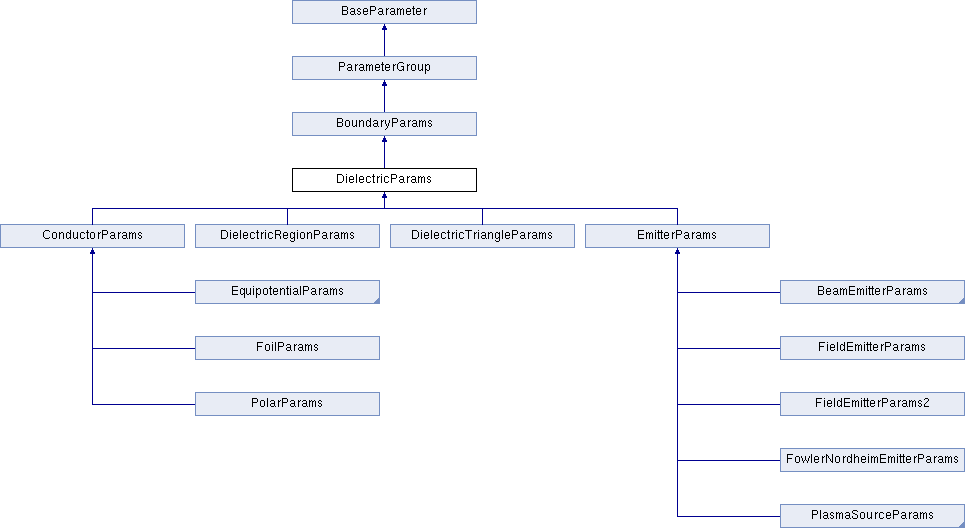 BaseParameter
ParameterGroup
BoundaryParams
DielectricParams
ConductorParams
DielectricRegionParams
DielectricTriangleParams
EmitterParams
EquipotentialParams
BeamEmitterParams
FoilParams
FieldEmitterParams
PolarParams
FieldEmitterParams2
FowlerNordheimEmitterParams
PlasmaSourceParams